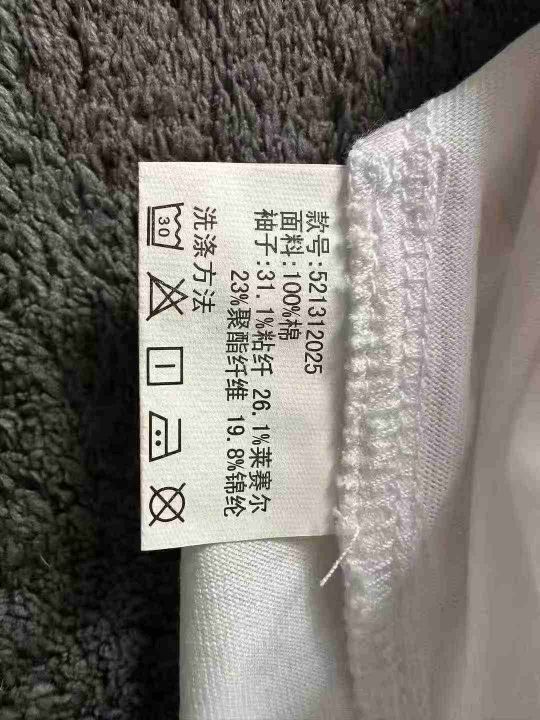 款号:521312025
面料:100%棉
袖子:31.1%粘纤 26.1%莱赛尔
23%聚酯纤维 19.8%锦纶
洗涤方法
30